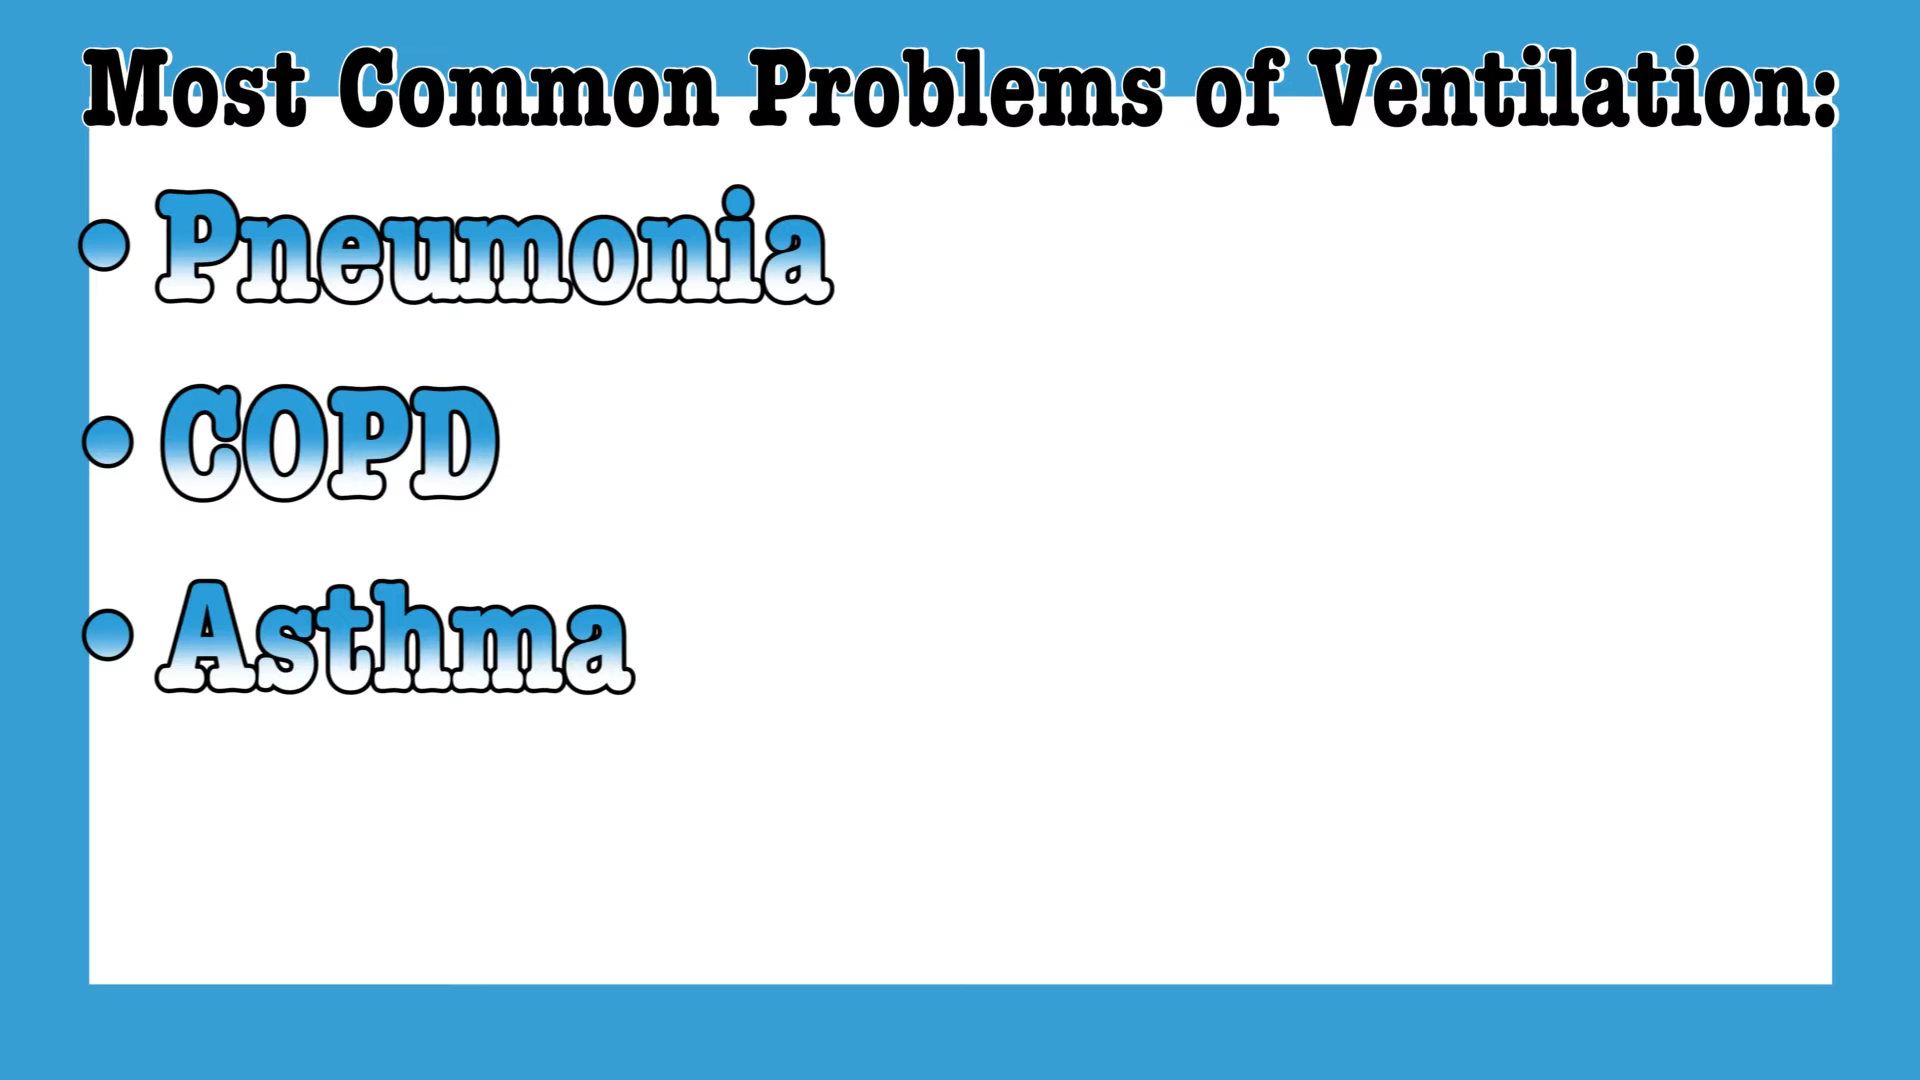 Most Common Problems of Ventilation:
• Pneumonia
• COPD
• Asthma